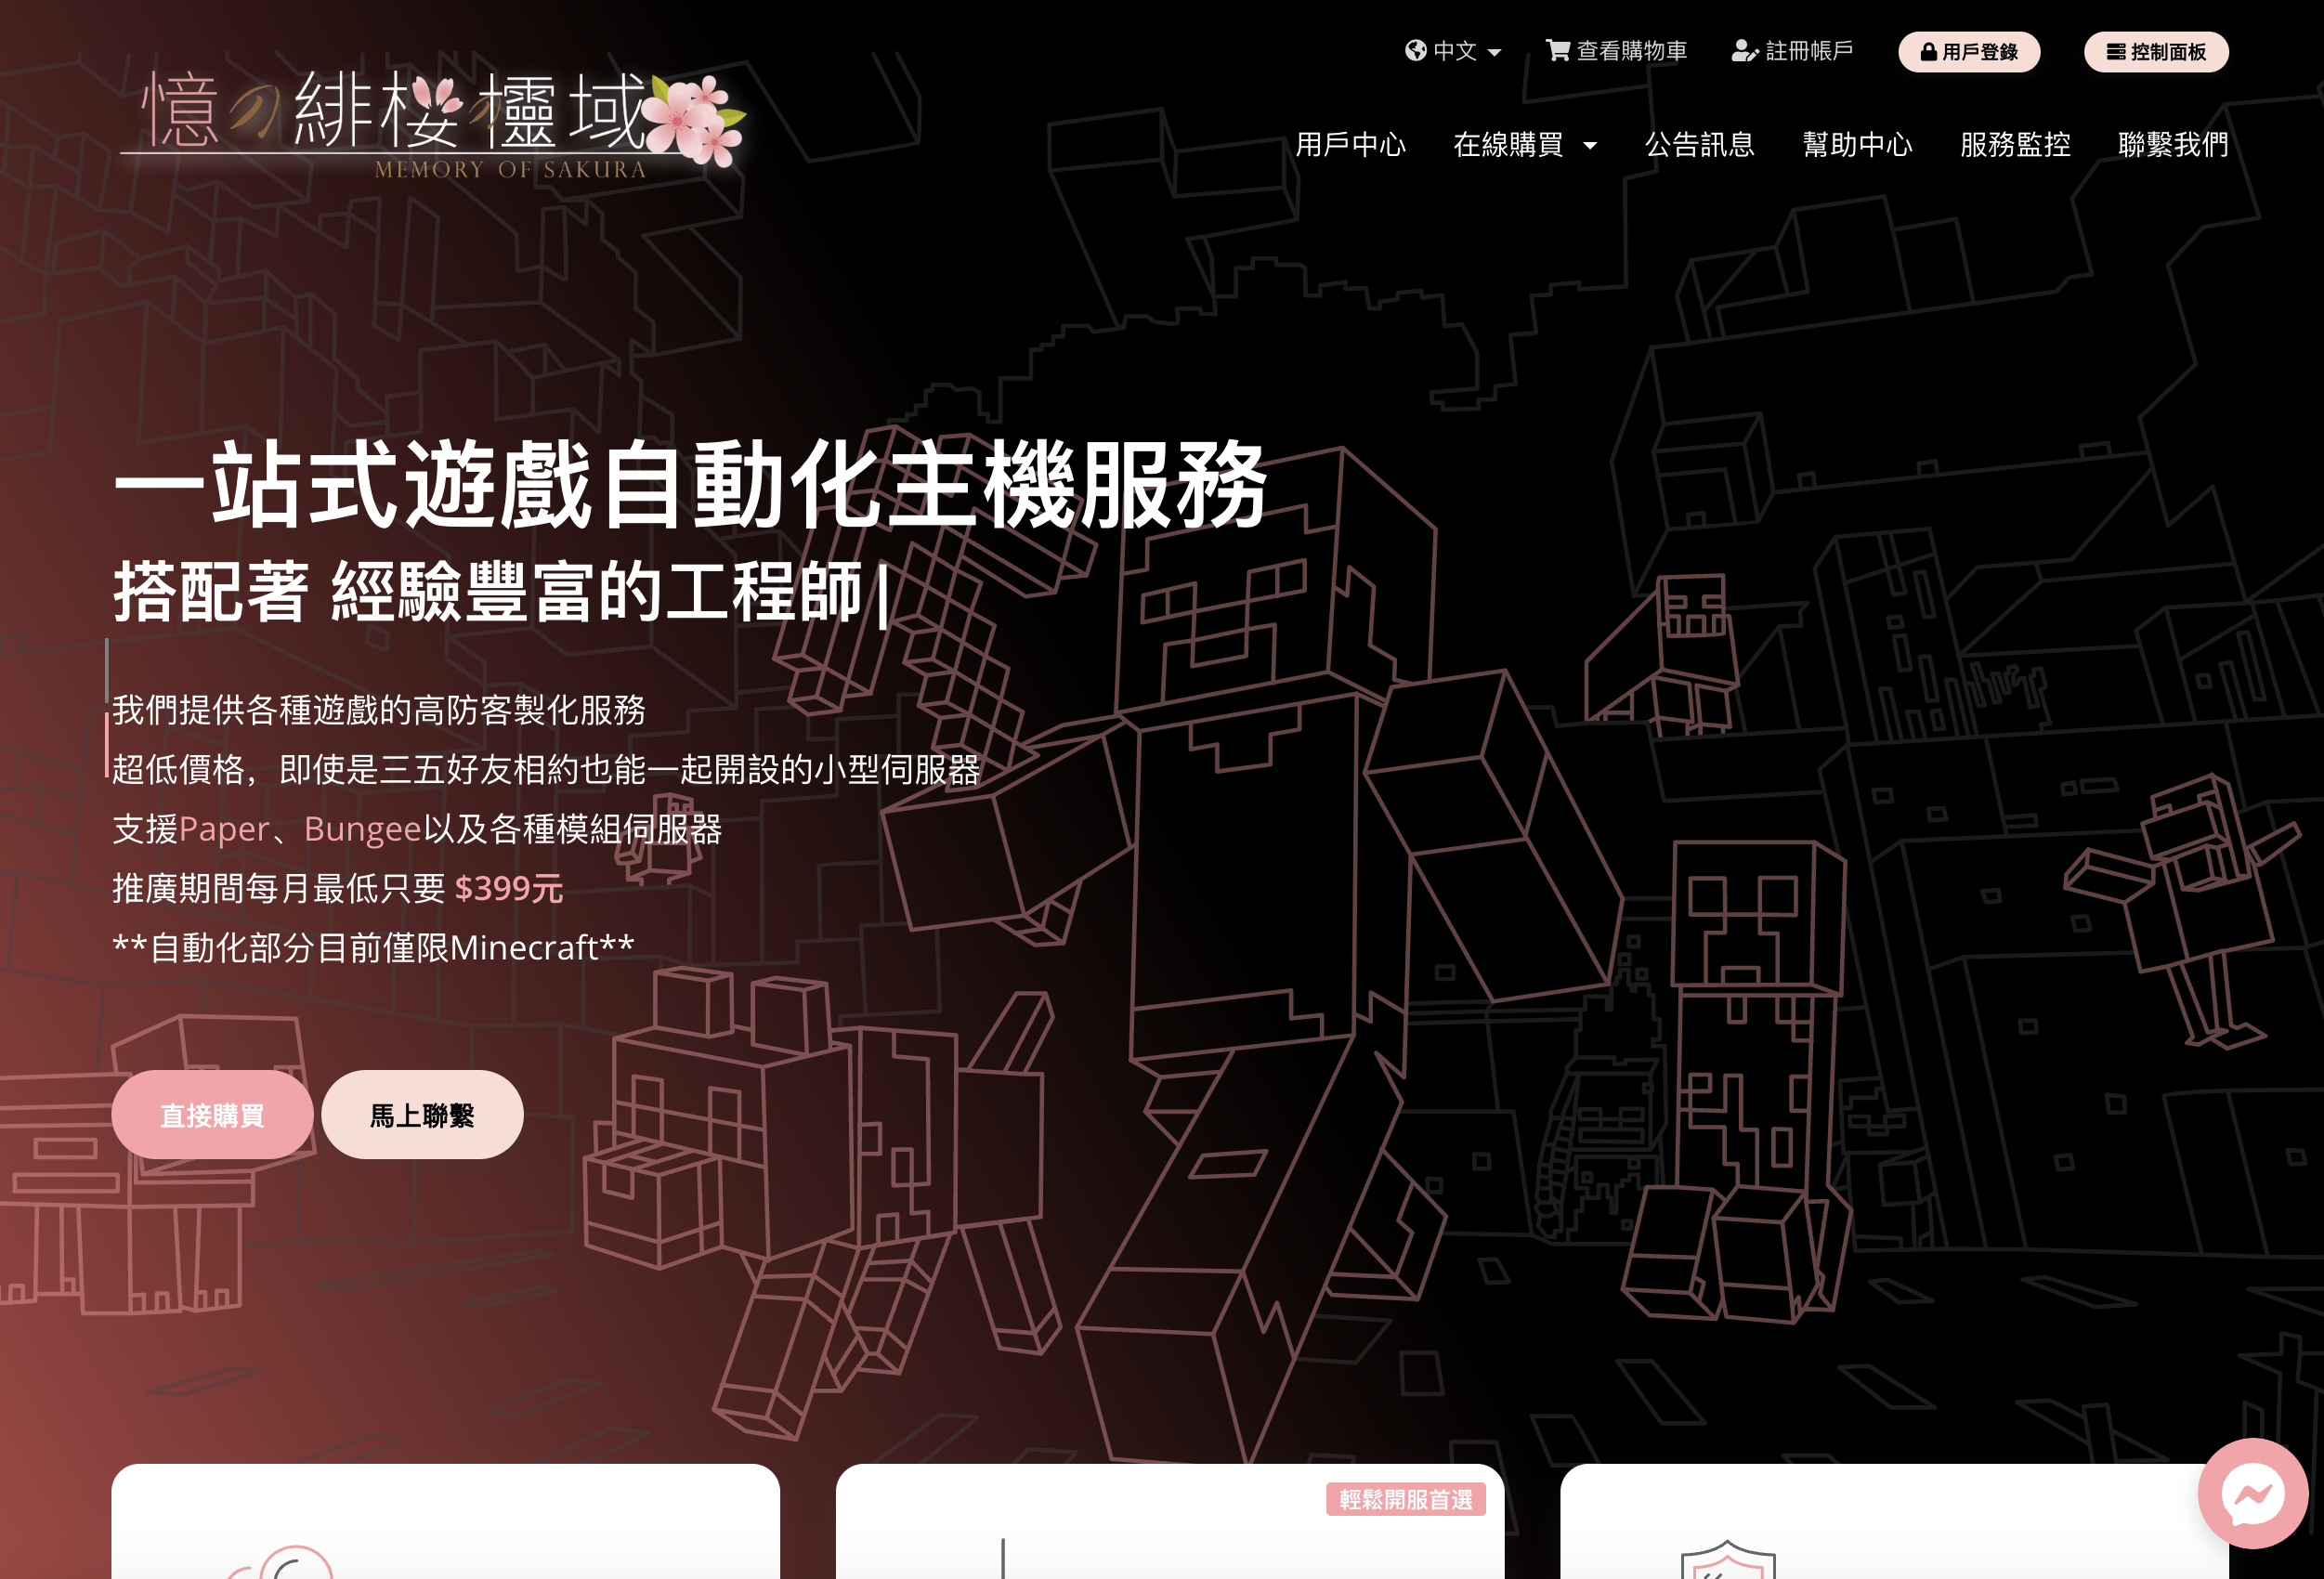 中文
查看購物車
註冊帳戶
用戶登錄
控制面板
憶の緋櫻の櫺域
MEMORY OF SAKURA
用戶中心
在線購買
公告訊息
幫助中心
服務監控
聯繫我們
一站式遊戲自動化主機服務
搭配著 經驗豐富的工程師|
我們提供各種遊戲的高防客製化服務
超低價格，即使是三五好友相約也能一起開設的小型伺服器
支援Paper、Bungee以及各種模組伺服器
推廣期間每月最低只要 $399元
**自動化部分目前僅限Minecraft**
直接購買
馬上聯繫
輕鬆開服首選